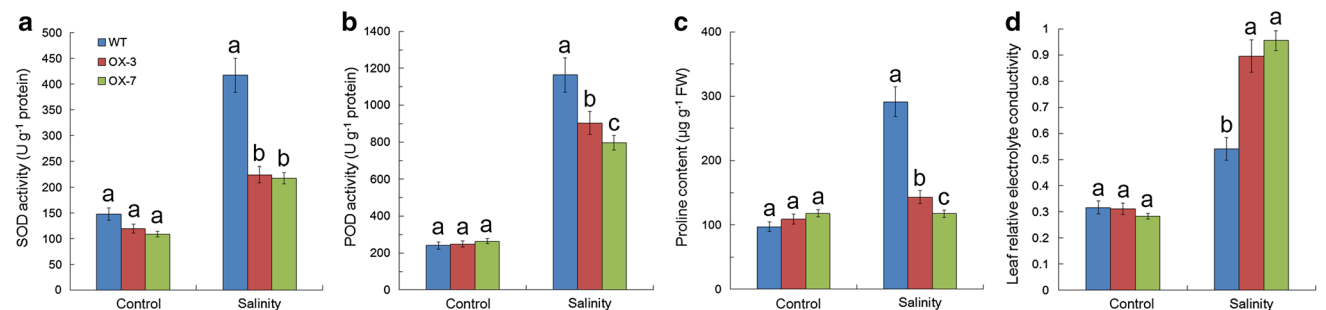 a
SOD activity (U g⁻¹ protein)
500
450
400
350
300
250
200
150
100
50
0
WT
OX-3
OX-7
a a a
a b b
Control Salinity
b
POD activity (U g⁻¹ protein)
1400
1200
1000
800
600
400
200
0
a a a
a b c
Control Salinity
c
Proline content (µg g⁻¹ FW)
400
300
200
100
0
a a a
a b c
Control Salinity
d
Leaf relative electrolyte conductivity
1
0.9
0.8
0.7
0.6
0.5
0.4
0.3
0.2
0.1
0
a a a
b a a
Control Salinity